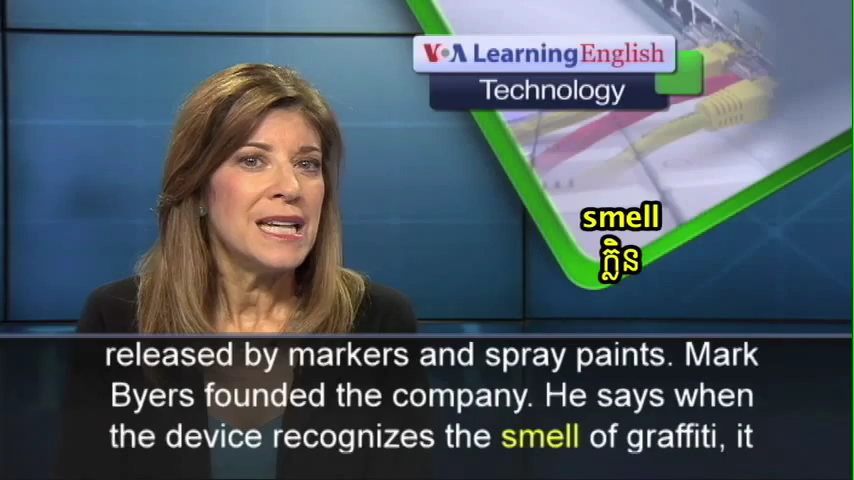 VOA LearningEnglish
Technology
smell
ក្លិន
released by markers and spray paints. Mark
Byers founded the company. He says when
the device recognizes the smell of graffiti, it